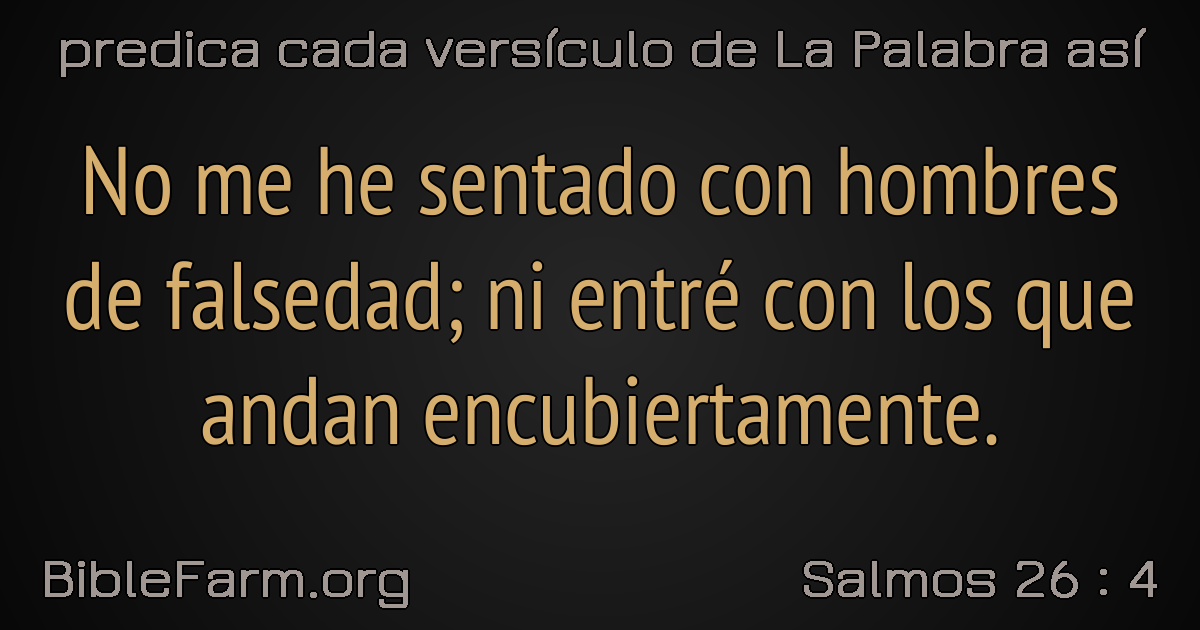 predica cada versículo de La Palabra así
No me he sentado con hombres
de falsedad; ni entré con los que
andan encubiertamente.
BibleFarm.org
Salmos 26 : 4